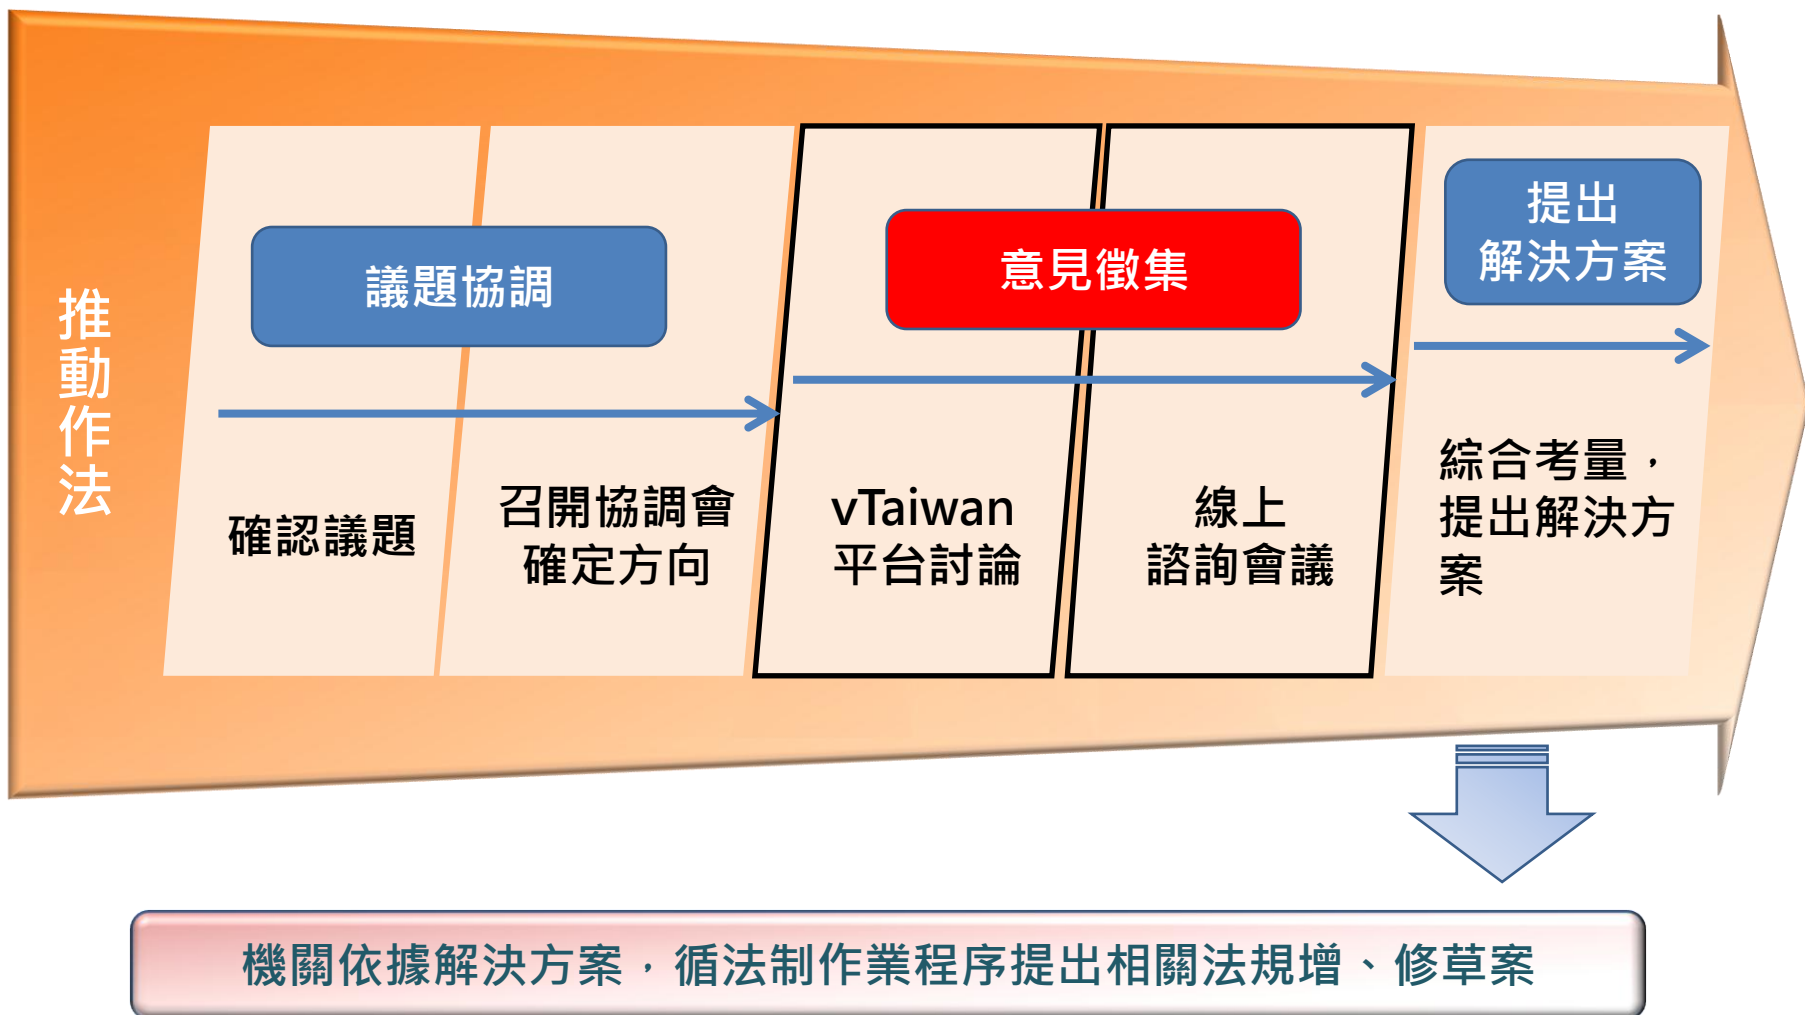 推動作法
議題協調
意見徵集
提出
解決方案
確認議題
召開協調會
確定方向
vTaiwan
平台討論
線上
諮詢會議
綜合考量，
提出解決方
案
機關依據解決方案，循法制作業程序提出相關法規增、修草案